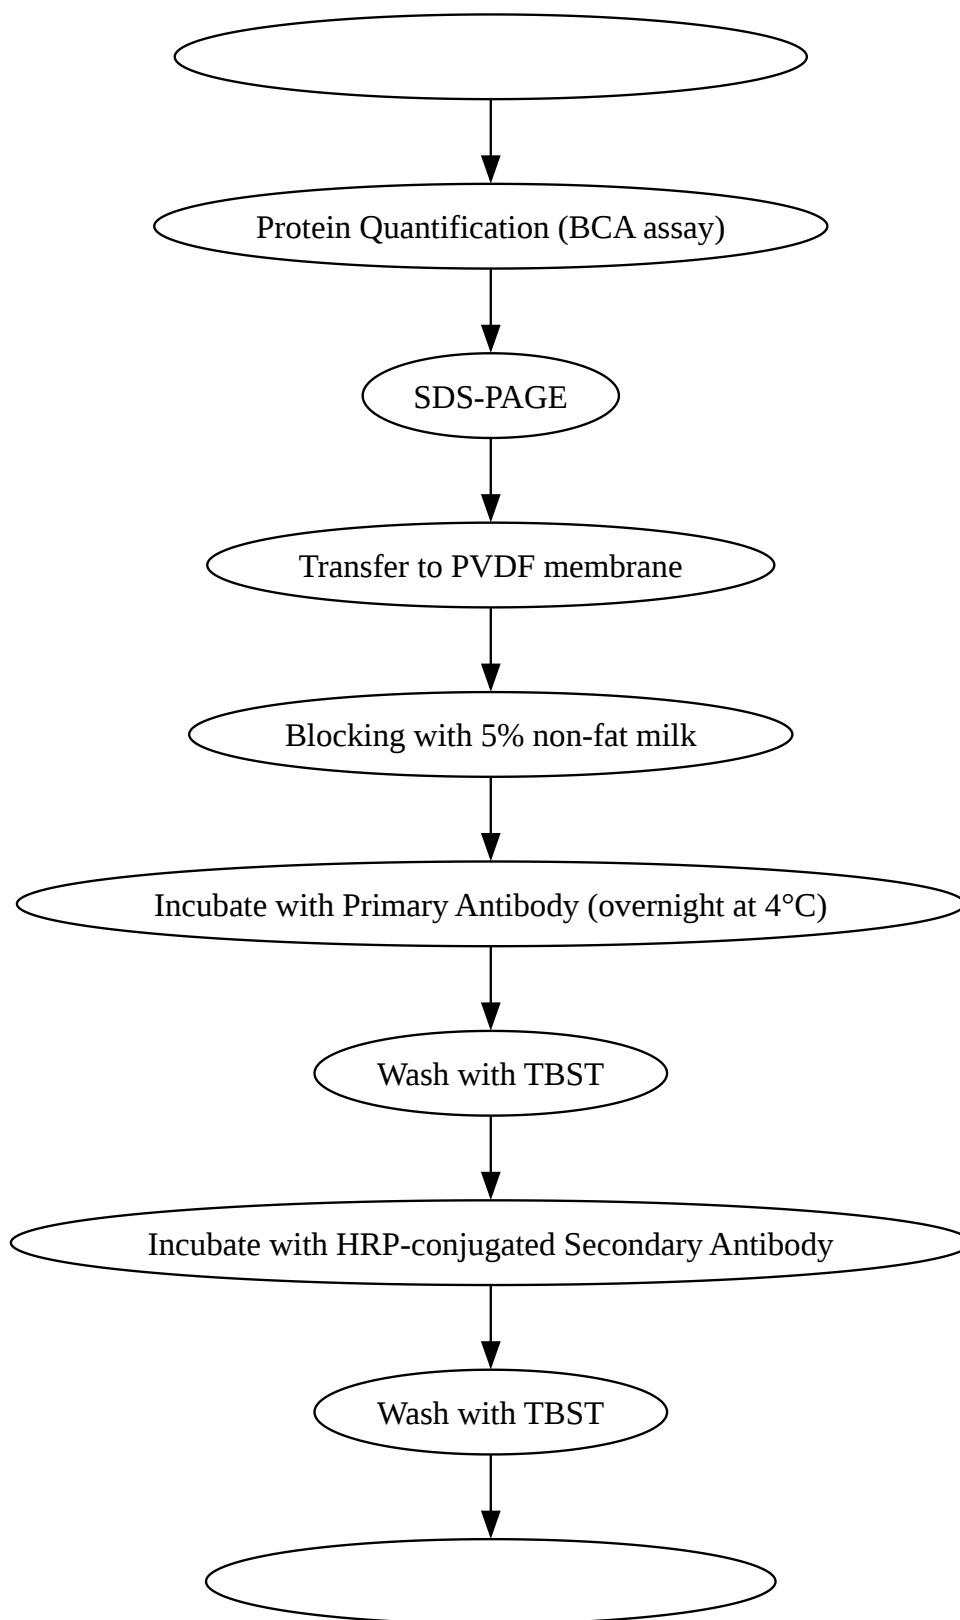 Protein Quantification (BCA assay)
SDS-PAGE
Transfer to PVDF membrane
Blocking with 5% non-fat milk
Incubate with Primary Antibody (overnight at 4°C)
Wash with TBST
Incubate with HRP-conjugated Secondary Antibody
Wash with TBST